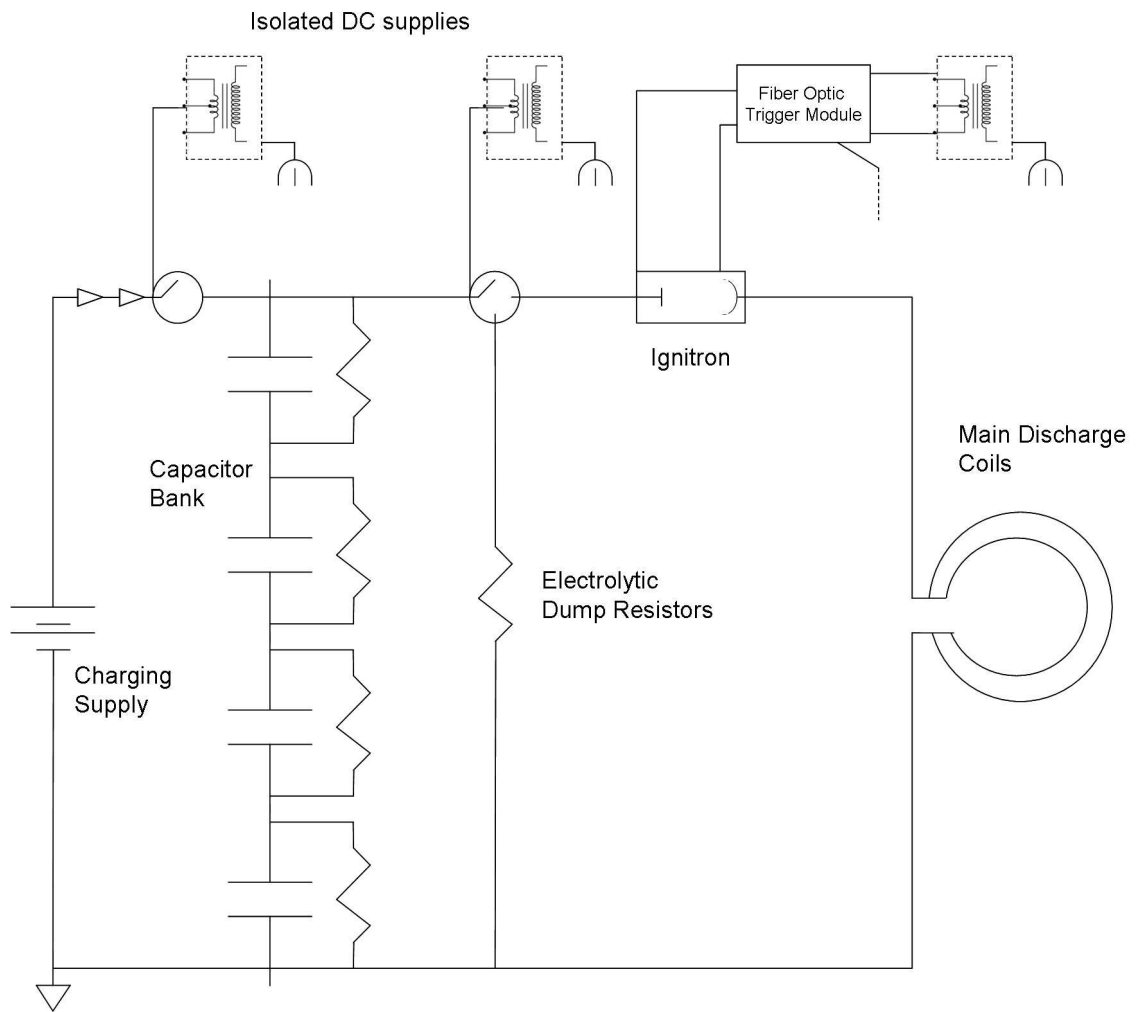 Isolated DC supplies
Fiber Optic
Trigger Module
Ignitron
Main Discharge
Coils
Capacitor
Bank
Electrolytic
Dump Resistors
Charging
Supply